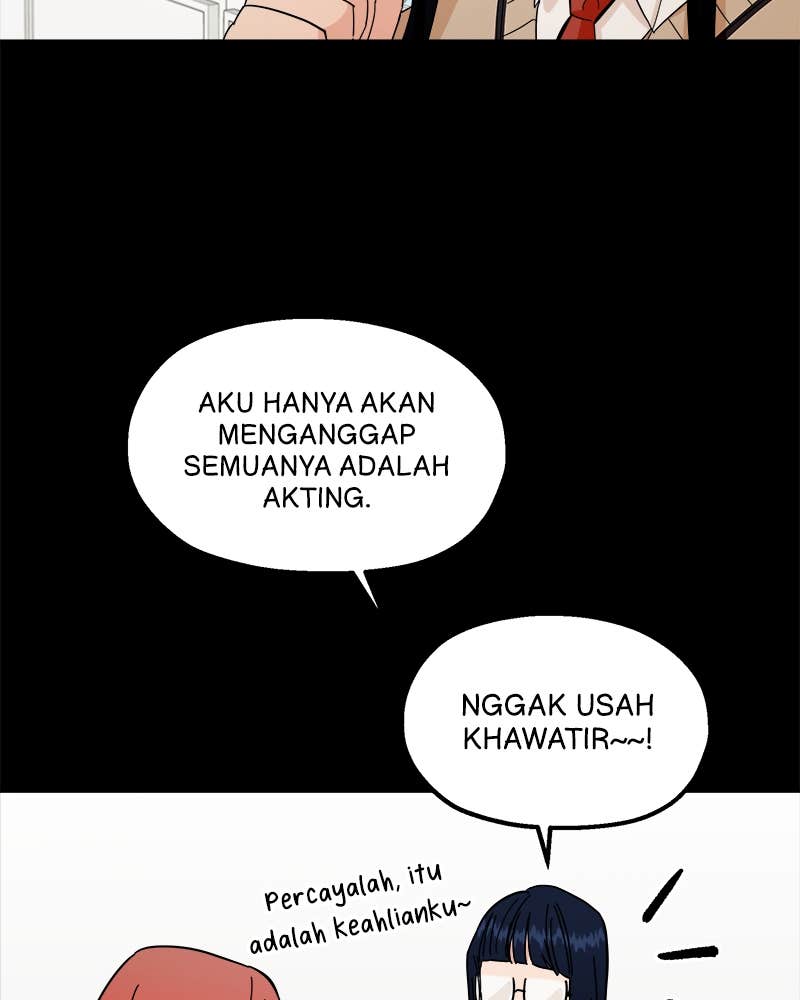 AKU HANYA AKAN
MENGANGGAP
SEMUANYA ADALAH
AKTING.
NGGAK USAH
KHAWATIR~~!
Percayalah, itu
adalah keahlianku~